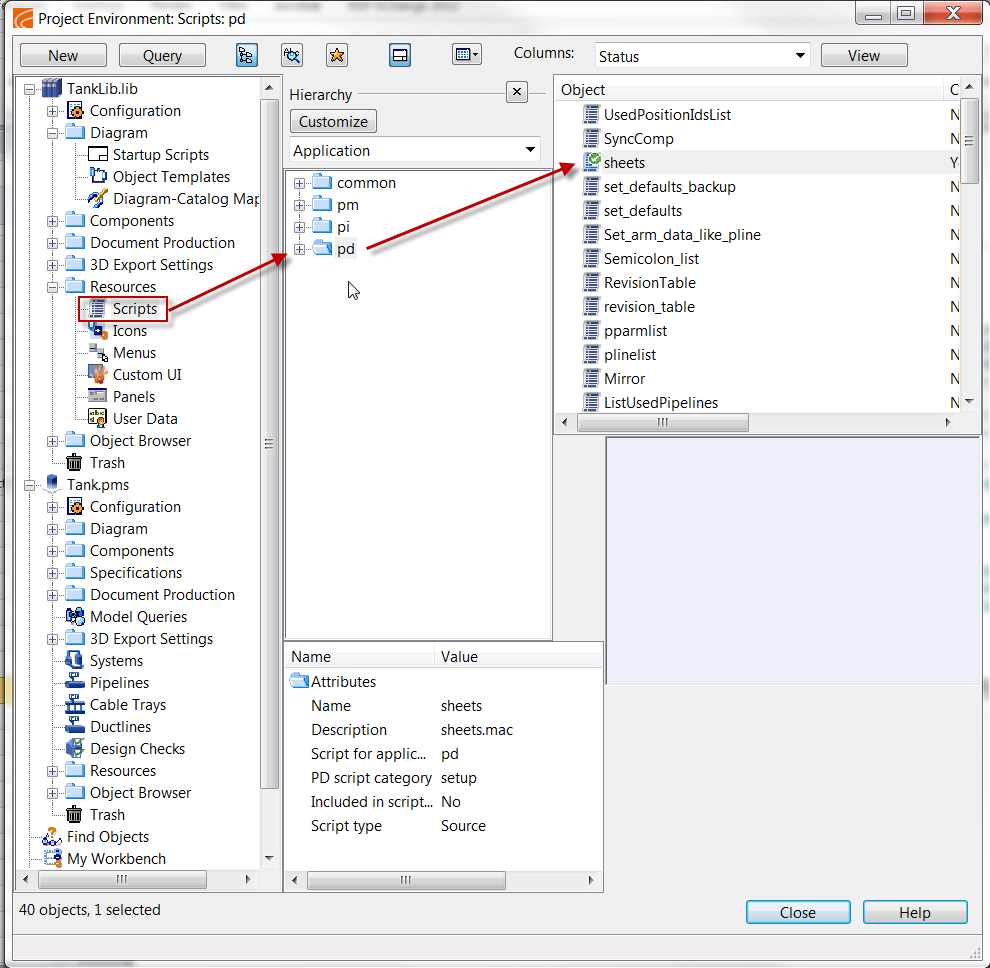 Project Environment: Scripts: pd
New
Query
Columns:
Status
View
TankLib.lib
Configuration
Diagram
Startup Scripts
Object Templates
Diagram-Catalog Map
Components
Document Production
3D Export Settings
Resources
Scripts
Icons
Menus
Custom UI
Panels
User Data
Object Browser
Trash
Tank.pms
Configuration
Diagram
Components
Specifications
Document Production
Model Queries
3D Export Settings
Systems
Pipelines
Cable Trays
Ductlines
Design Checks
Resources
Object Browser
Trash
Find Objects
My Workbench
Hierarchy
Customize
Application
common
pm
pi
pd
Object C
UsedPositionIdsList N
SyncComp N
sheets Y
set_defaults_backup N
set_defaults N
Set_arm_data_like_pline N
Semicolon_list N
RevisionTable N
revision_table N
pparmlist N
plinelist N
Mirror N
ListUsedPipelines N
Name Value
Attributes
Name sheets
Description sheets.mac
Script for applic... pd
PD script category setup
Included in script... No
Script type Source
40 objects, 1 selected
Close
Help